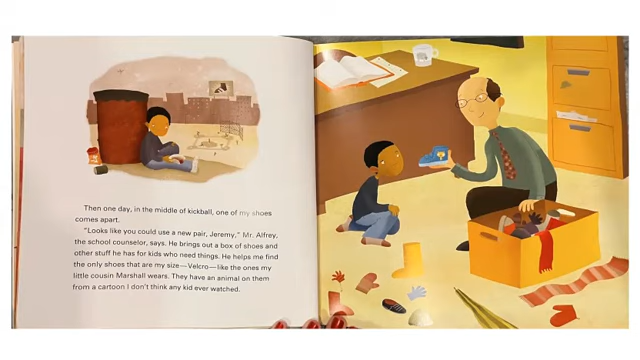 Then one day, in the middle of kickball, one of my shoes
comes apart.
"Looks like you could use a new pair, Jeremy," Mr. Alfrey,
the school counselor, says. He brings out a box of shoes and
other stuff he has for kids who need things. He helps me find
the only shoes that are my size—Velcro—like the ones my
little cousin Marshall wears. They have an animal on them
from a cartoon I don't think any kid ever watched.